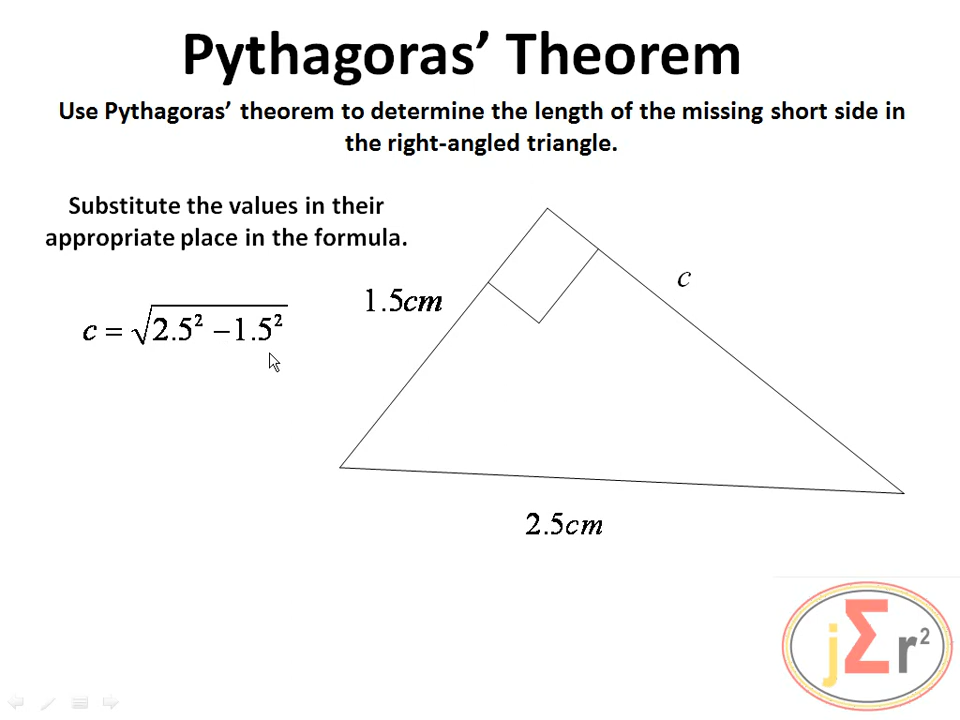 Pythagoras’ Theorem
Use Pythagoras’ theorem to determine the length of the missing short side in
the right-angled triangle.
Substitute the values in their
appropriate place in the formula.
c = √2.5² −1.5²
1.5cm
c
2.5cm
jΣr²